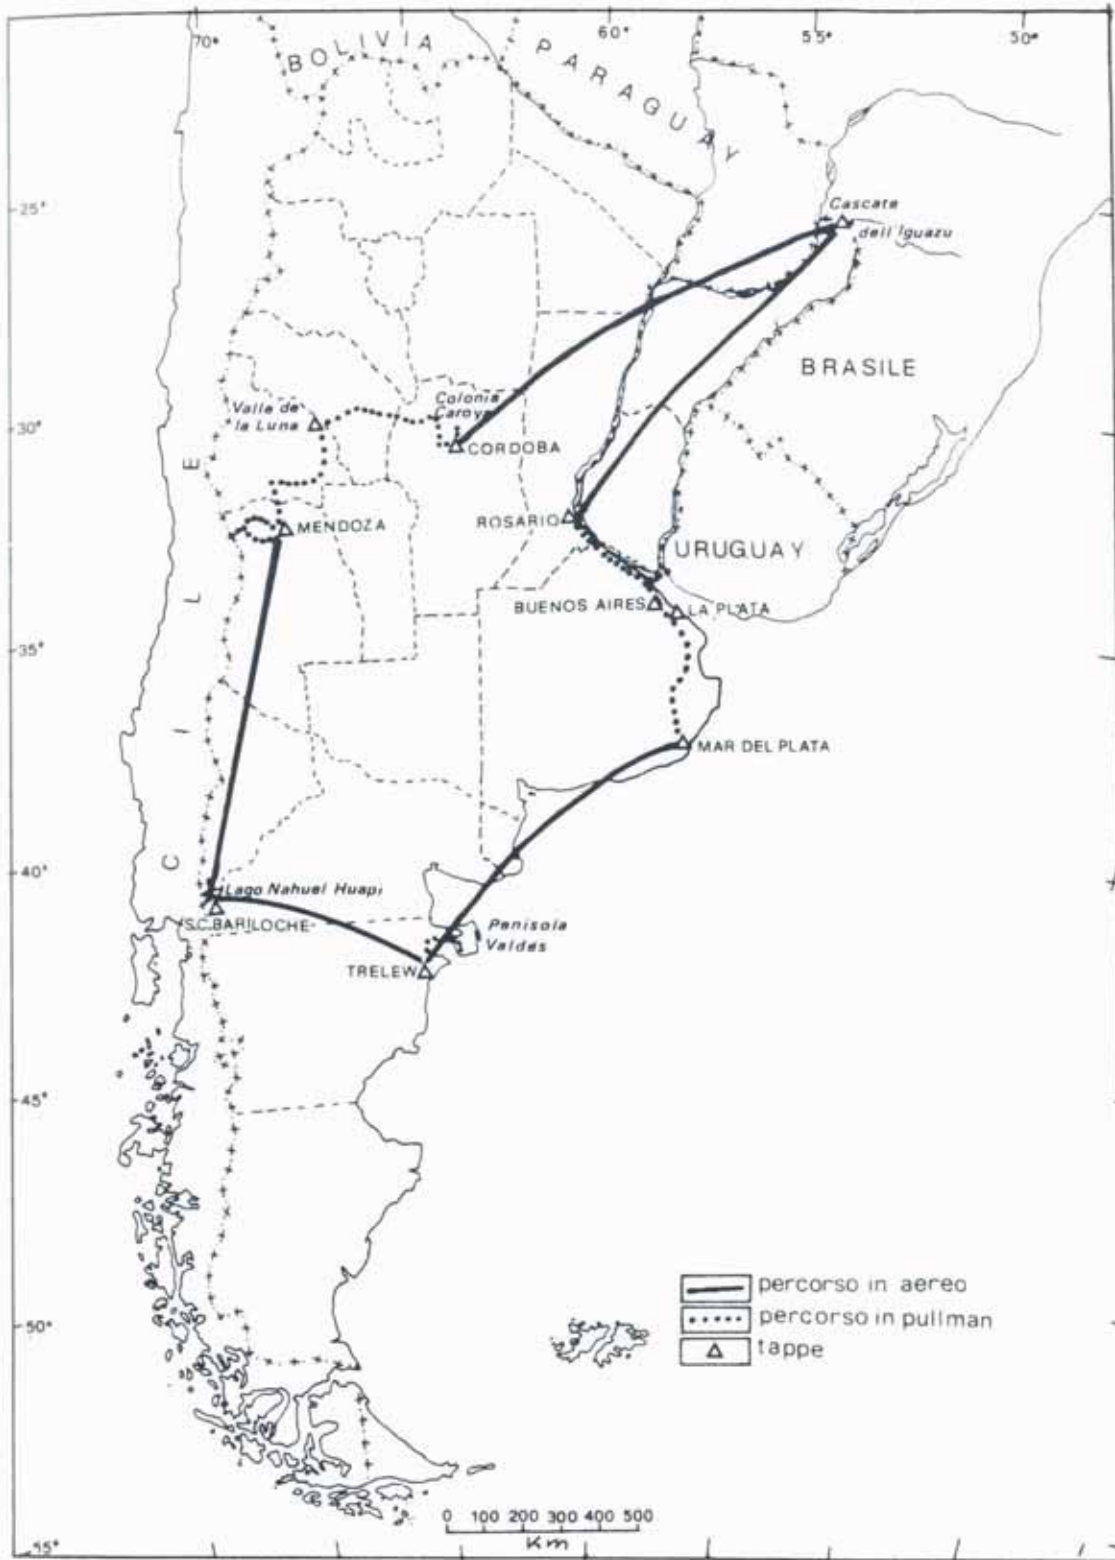 70°
60°
55°
50°
BOLIVIA
PARAGUAY
25°
Cascate
dell'Iguazu
BRASILE
Valle de
la Luna
Colonia
Caroya
30°
CORDOBA
CILE
MENDOZA
ROSARIO
URUGUAY
BUENOS AIRES
LA PLATA
35°
MAR DEL PLATA
40°
Lago Nahuel Huapi
S.C.BARILOCHE
Penisola
Valdés
TRELEW
45°
percorso in aereo
percorso in pullman
50°
tappe
0 100 200 300 400 500
Km
55°